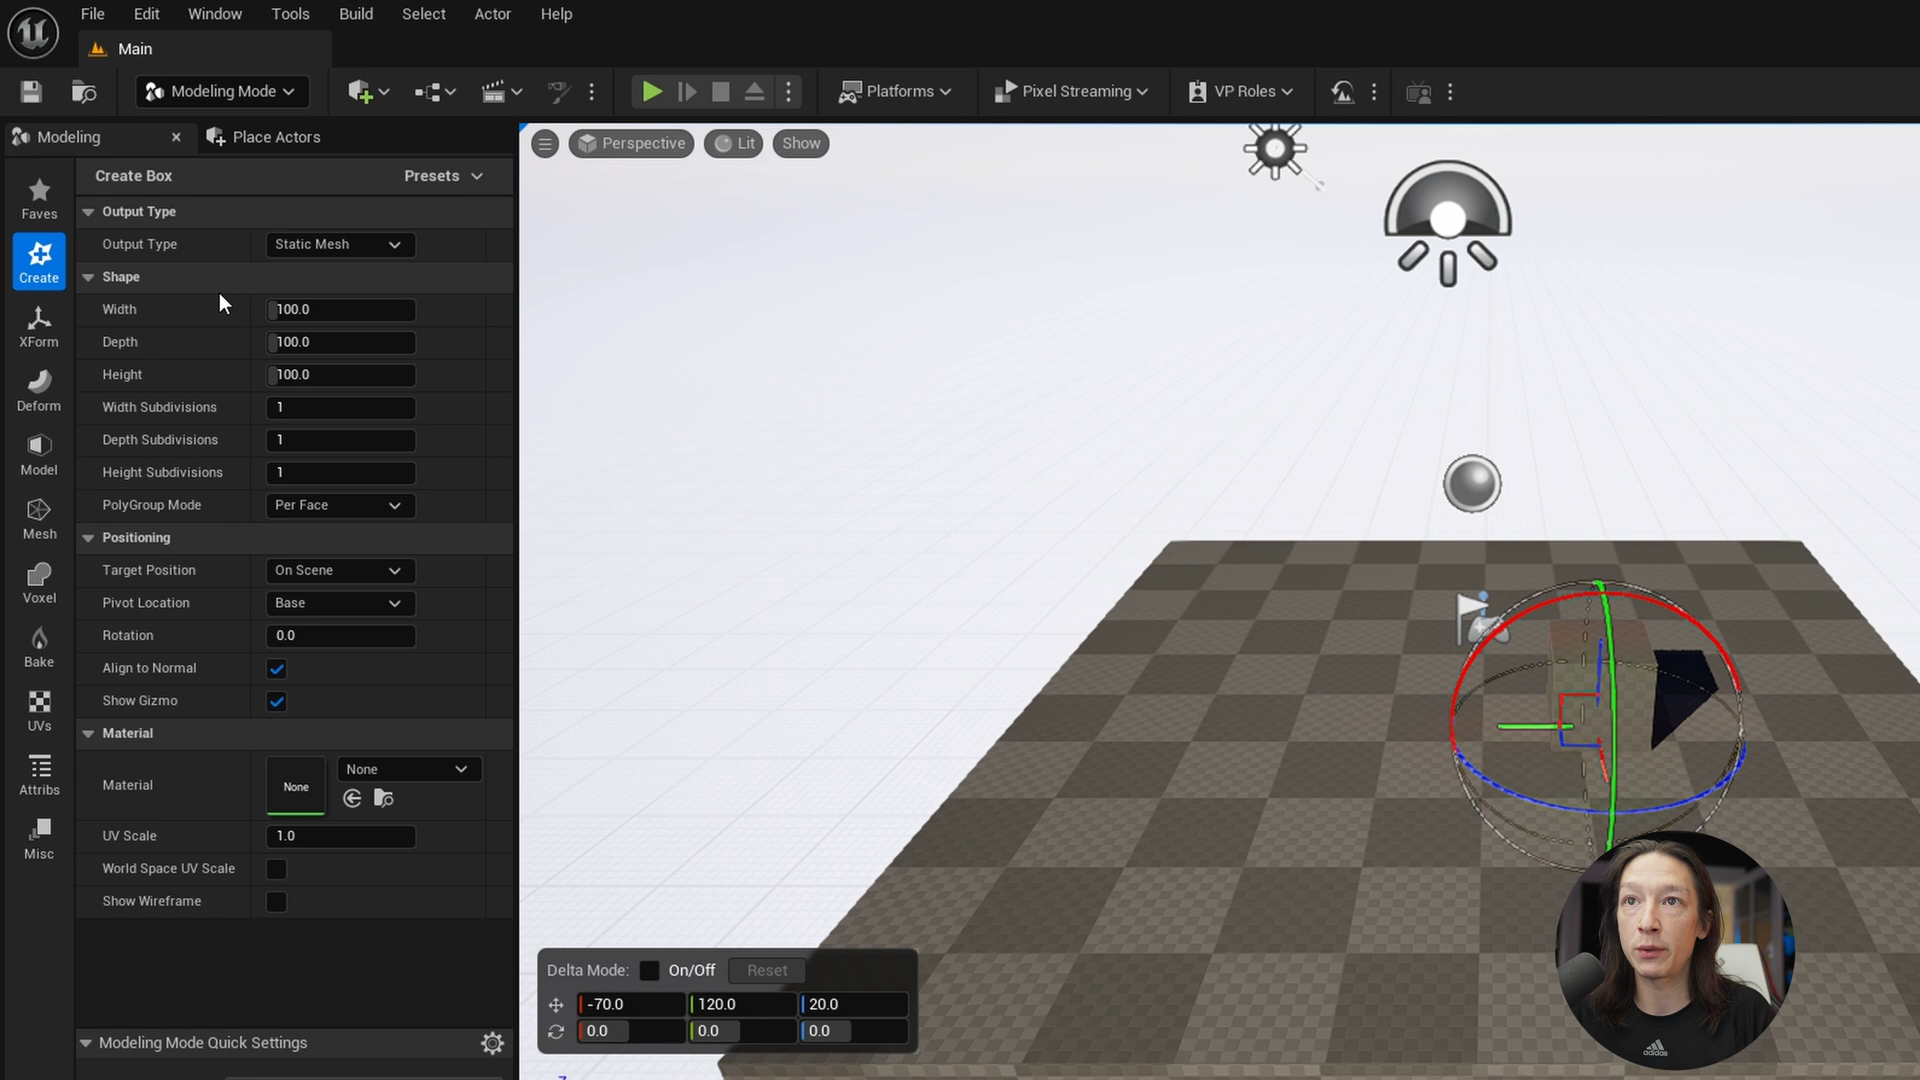 File Edit Window Tools Build Select Actor Help
Main
Modeling Mode Platforms Pixel Streaming VP Roles
Modeling Place Actors
Perspective Lit Show
Create Box Presets
Faves
Create
XForm
Deform
Model
Mesh
Voxel
Bake
UVs
Attribs
Misc
Output Type
Output Type Static Mesh
Shape
Width 100.0
Depth 100.0
Height 100.0
Width Subdivisions 1
Depth Subdivisions 1
Height Subdivisions 1
PolyGroup Mode Per Face
Positioning
Target Position On Scene
Pivot Location Base
Rotation 0.0
Align to Normal
Show Gizmo
Material
Material None None
UV Scale 1.0
World Space UV Scale
Show Wireframe
Modeling Mode Quick Settings
Delta Mode: On/Off Reset
-70.0 120.0 20.0
0.0 0.0 0.0
adidas